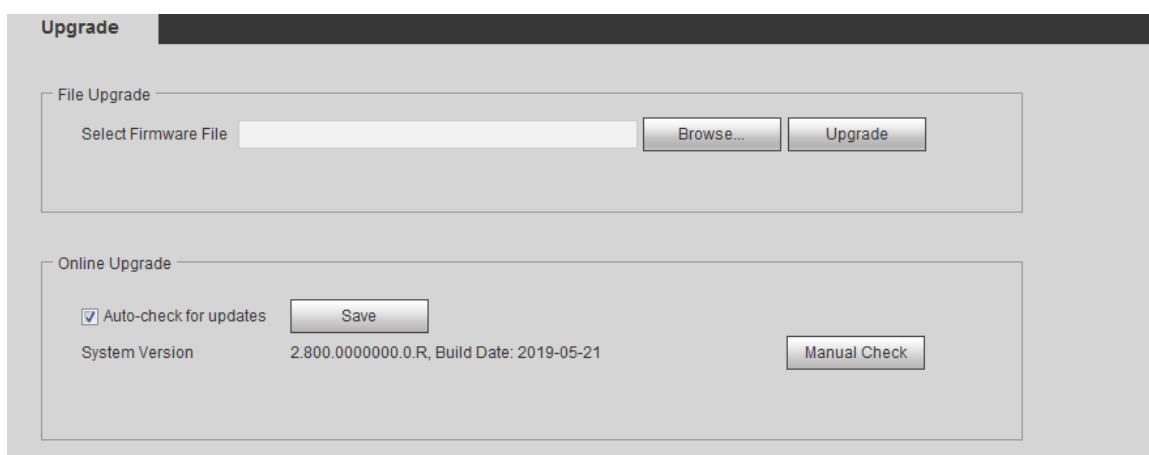 Upgrade
File Upgrade
Select Firmware File Browse... Upgrade
Online Upgrade
Auto-check for updates Save
System Version 2.800.0000000.0.R, Build Date: 2019-05-21 Manual Check